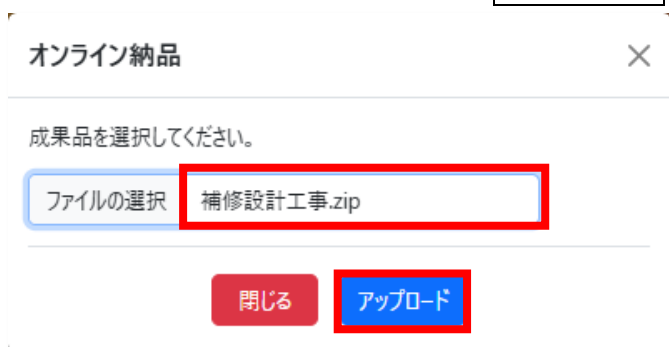 オンライン納品
成果品を選択してください。
ファイルの選択 補修設計工事.zip
閉じる アップロード